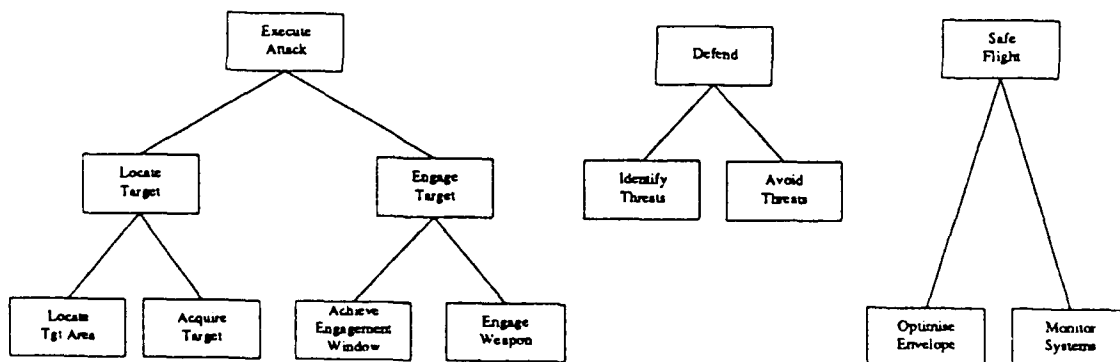 Execute
Attack
Defend
Safe
Flight
Locate
Target
Engage
Target
Identify
Threats
Avoid
Threats
Locate
Tgt Area
Acquire
Target
Achieve
Engagement
Window
Engage
Weapon
Optimise
Envelope
Monitor
Systems